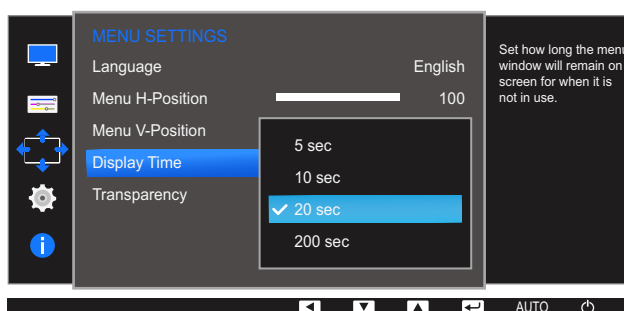 MENU SETTINGS
Language English
Menu H-Position 100
Menu V-Position
Display Time
Transparency
5 sec
10 sec
20 sec
200 sec
Set how long the menu
window will remain on
screen for when it is
not in use.
AUTO